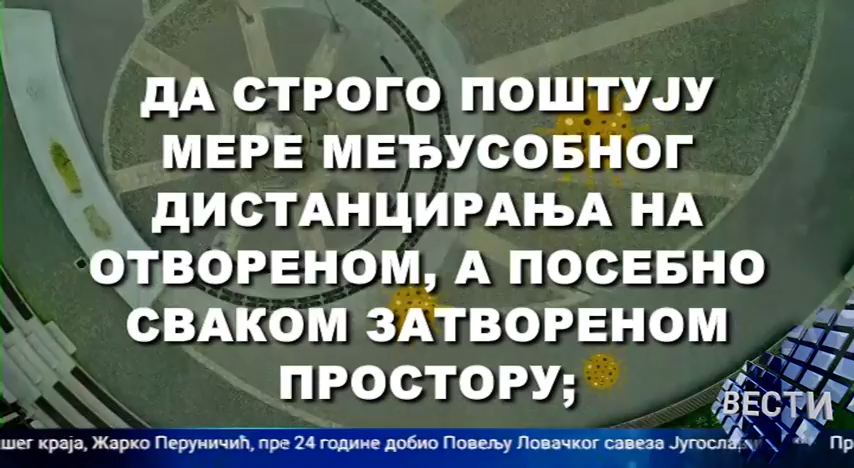 ДА СТРОГО ПОШТУЈУ
МЕРЕ МЕЂУСОБНОГ
ДИСТАНЦИРАЊА НА
ОТВОРЕНОМ, А ПОСЕБНО
СВАКОМ ЗАТВОРЕНОМ
ПРОСТОРУ;
ВЕСТИ
краја, Жарко Перуничић, пре 24 године добио Повељу Ловачког савеза